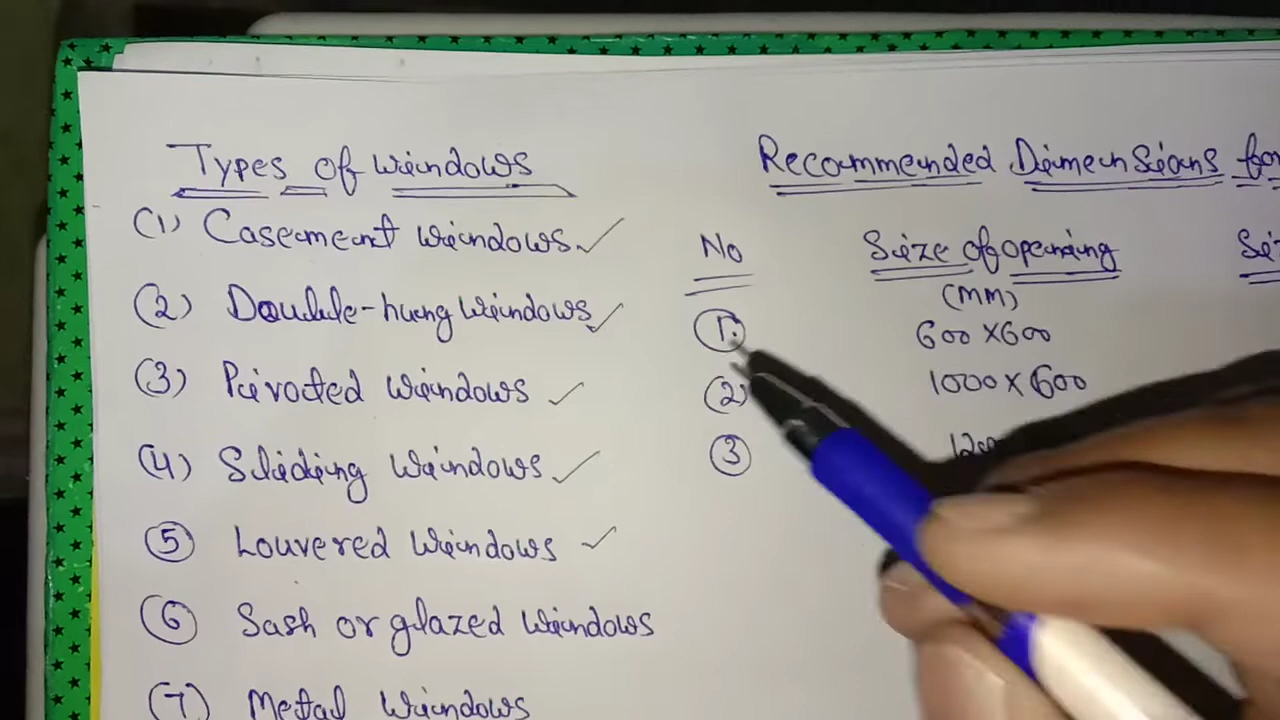 Types of windows
(1) Casement windows ✓
(2) Double-hung windows ✓
(3) Pivoted windows ✓
(4) Sliding windows ✓
(5) Louvered windows ✓
(6) Sash or glazed windows
(7) Metal windows
Recommended Dimensions for
No Size of opening
(MM)
(1. 600 x 600
(2) 1000 x 600
(3)